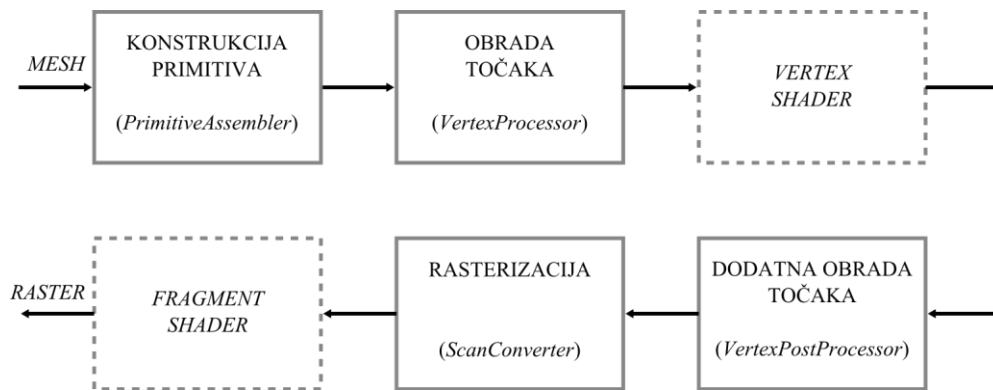 MESH
KONSTRUKCIJA
PRIMITIVA
(PrimitiveAssembler)
OBRADA
TOČAKA
(VertexProcessor)
VERTEX
SHADER
RASTER
FRAGMENT
SHADER
RASTERIZACIJA
(ScanConverter)
DODATNA OBRADA
TOČAKA
(VertexPostProcessor)